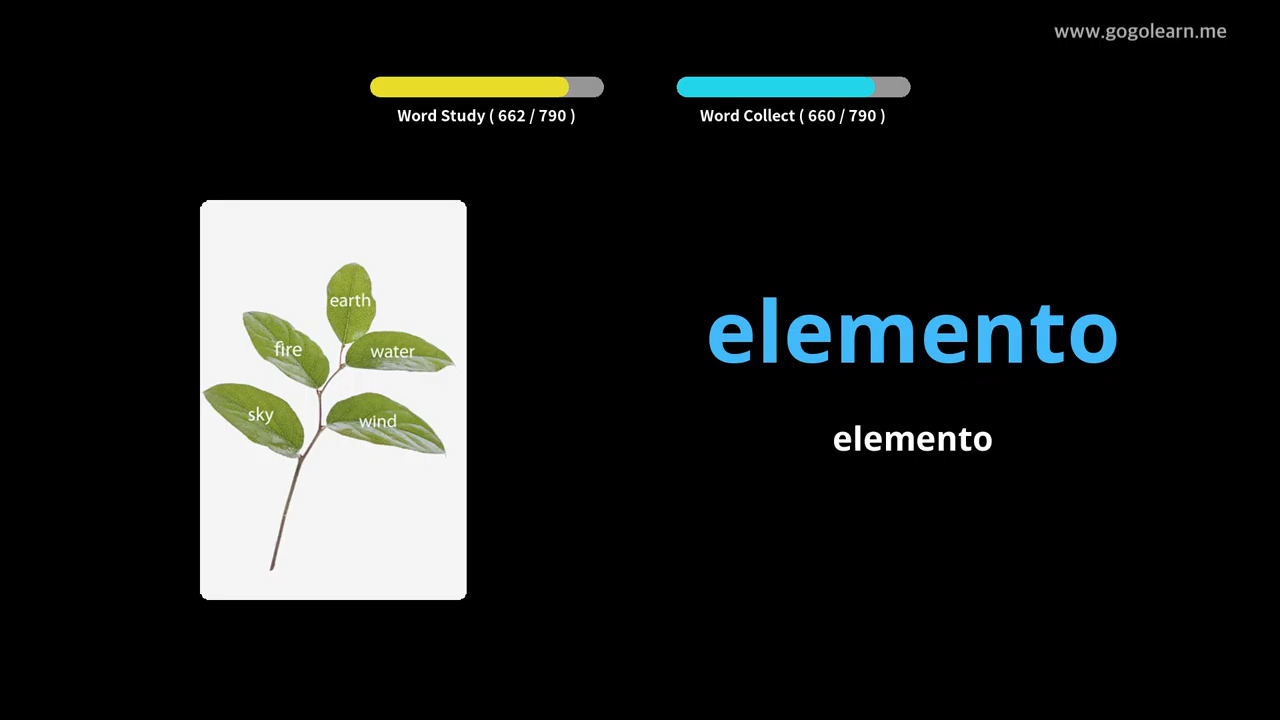 www.gogolearn.me
Word Study ( 662 / 790 )
Word Collect ( 660 / 790 )
earth
fire
water
sky
wind
elemento
elemento